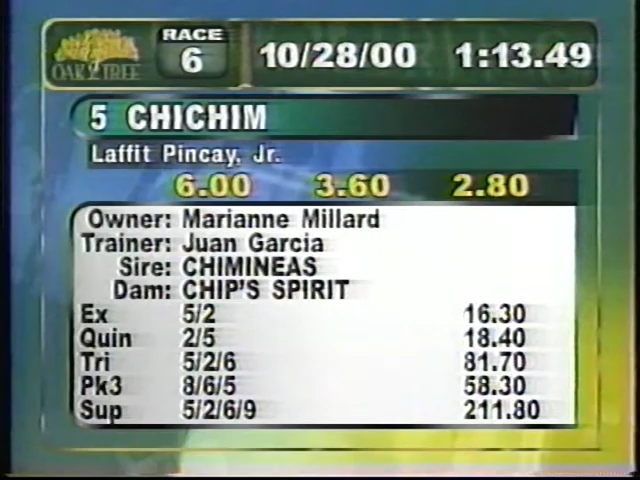 OAK TREE
RACE
6
10/28/00 1:13.49
5 CHICHIM
Laffit Pincay, Jr.
6.00 3.60 2.80
Owner: Marianne Millard
Trainer: Juan Garcia
Sire: CHIMINEAS
Dam: CHIP'S SPIRIT
Ex 5/2 16.30
Quin 2/5 18.40
Tri 5/2/6 81.70
Pk3 8/6/5 58.30
Sup 5/2/6/9 211.80